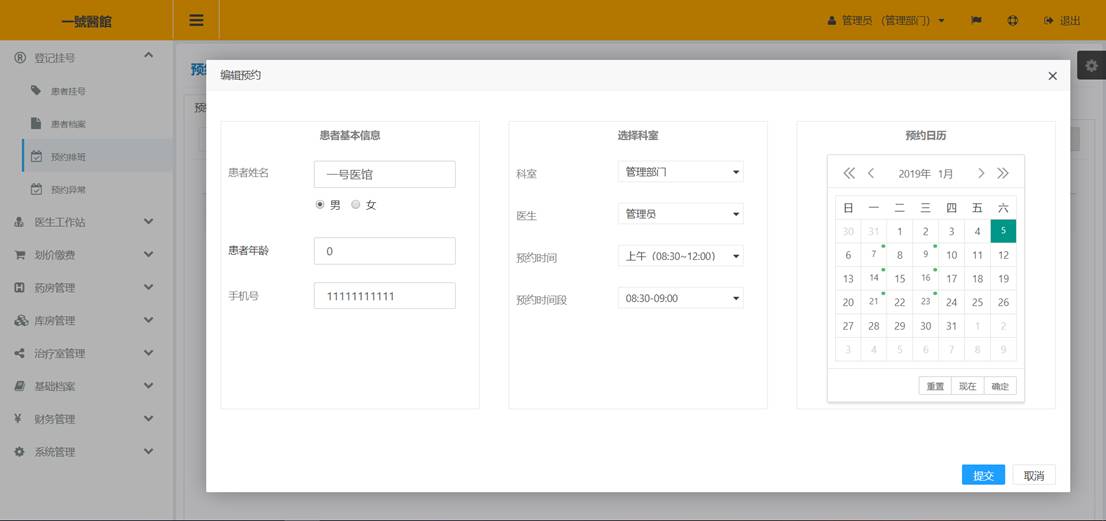 一號醫館
管理员 （管理部门）
退出
登记挂号
患者挂号
患者档案
预约排班
预约异常
医生工作站
划价缴费
药房管理
库房管理
治疗室管理
基础档案
财务管理
系统管理
编辑预约
患者基本信息
患者姓名
一号医馆
男 女
患者年龄
0
手机号
11111111111
选择科室
科室
管理部门
医生
管理员
预约时间
上午（08:30~12:00）
预约时间段
08:30-09:00
预约日历
2019年 1月
日 一 二 三 四 五 六
30 31 1 2 3 4 5
6 7 8 9 10 11 12
13 14 15 16 17 18 19
20 21 22 23 24 25 26
27 28 29 30 31 1 2
3 4 5 6 7 8 9
重置 现在 确定
提交 取消